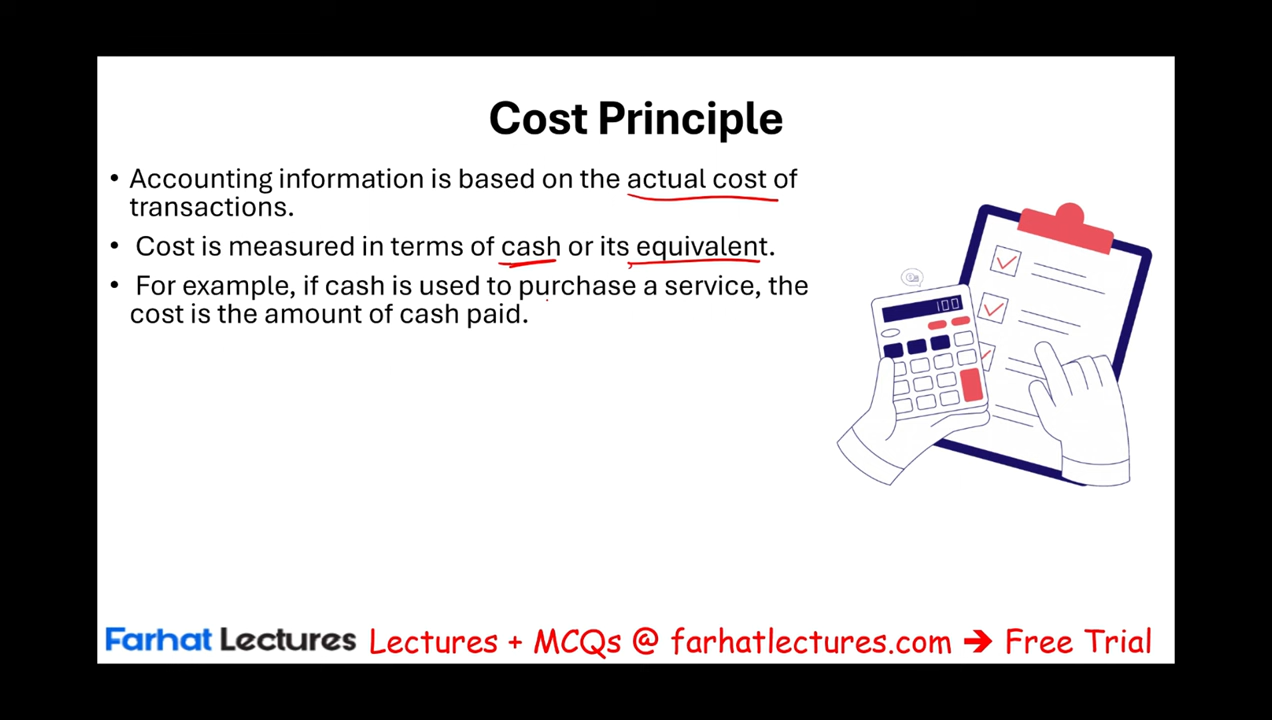 Cost Principle
• Accounting information is based on the actual cost of
transactions.
• Cost is measured in terms of cash or its equivalent.
• For example, if cash is used to purchase a service, the
cost is the amount of cash paid.
100
Farhat Lectures Lectures + MCQs @ farhatlectures.com → Free Trial